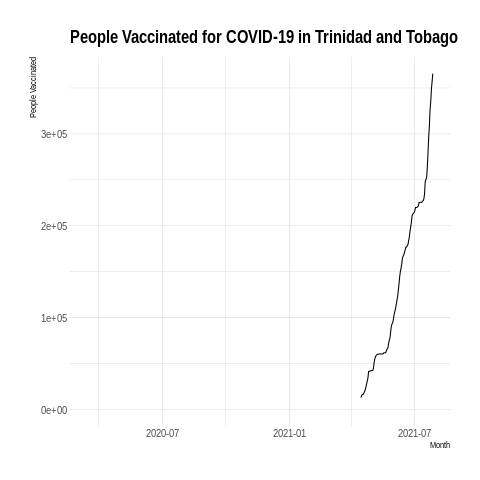 People Vaccinated for COVID-19 in Trinidad and Tobago
People Vaccinated
3e+05
2e+05
1e+05
0e+00
2020-07 2021-01 2021-07
Month